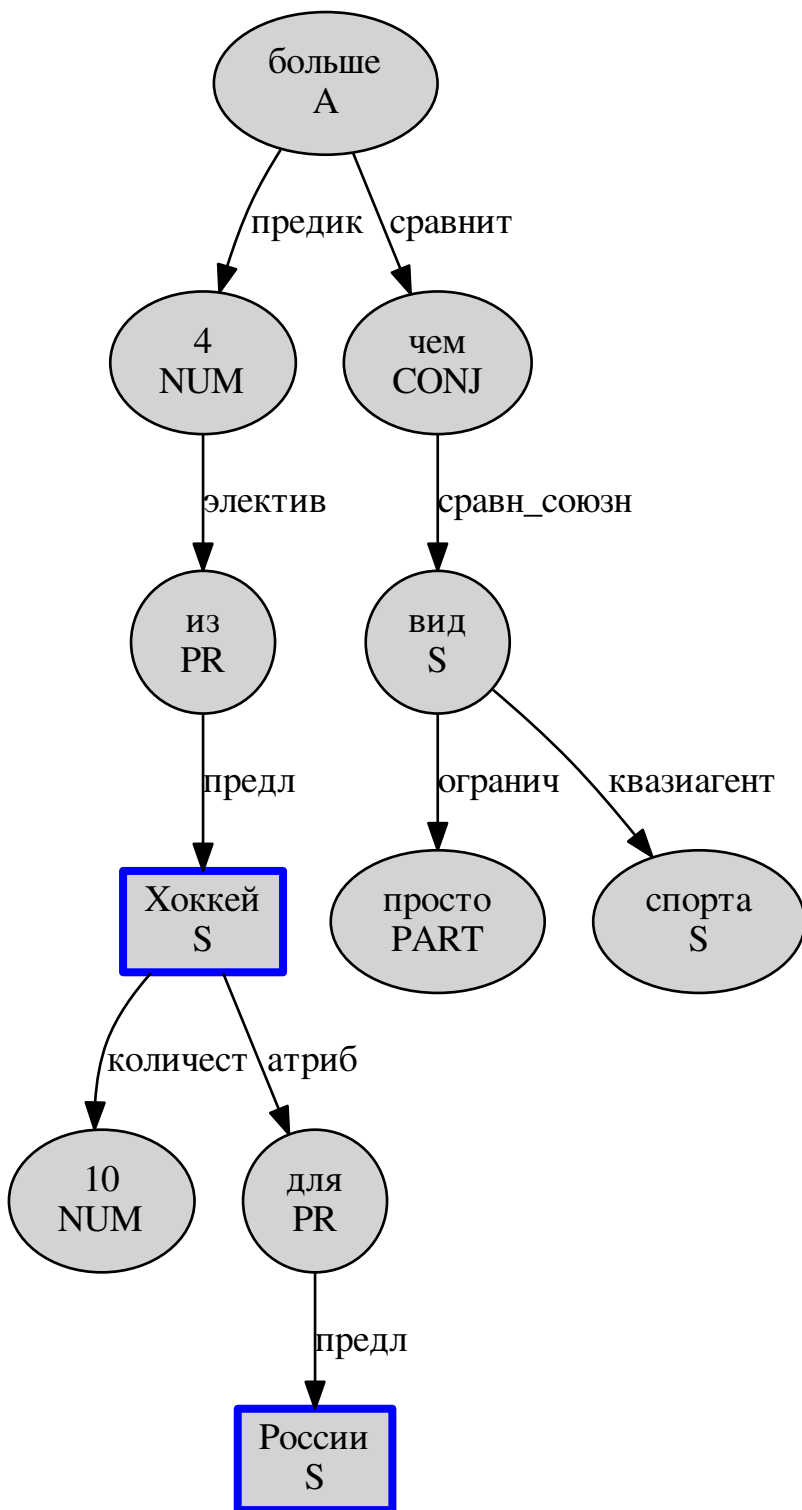 больше
A
предик
сравнит
4
NUM
чем
CONJ
электив
сравн_союзн
из
PR
вид
S
предл
огранич
квазиагент
Хоккей
S
просто
PART
спорта
S
количест
атриб
10
NUM
для
PR
предл
России
S